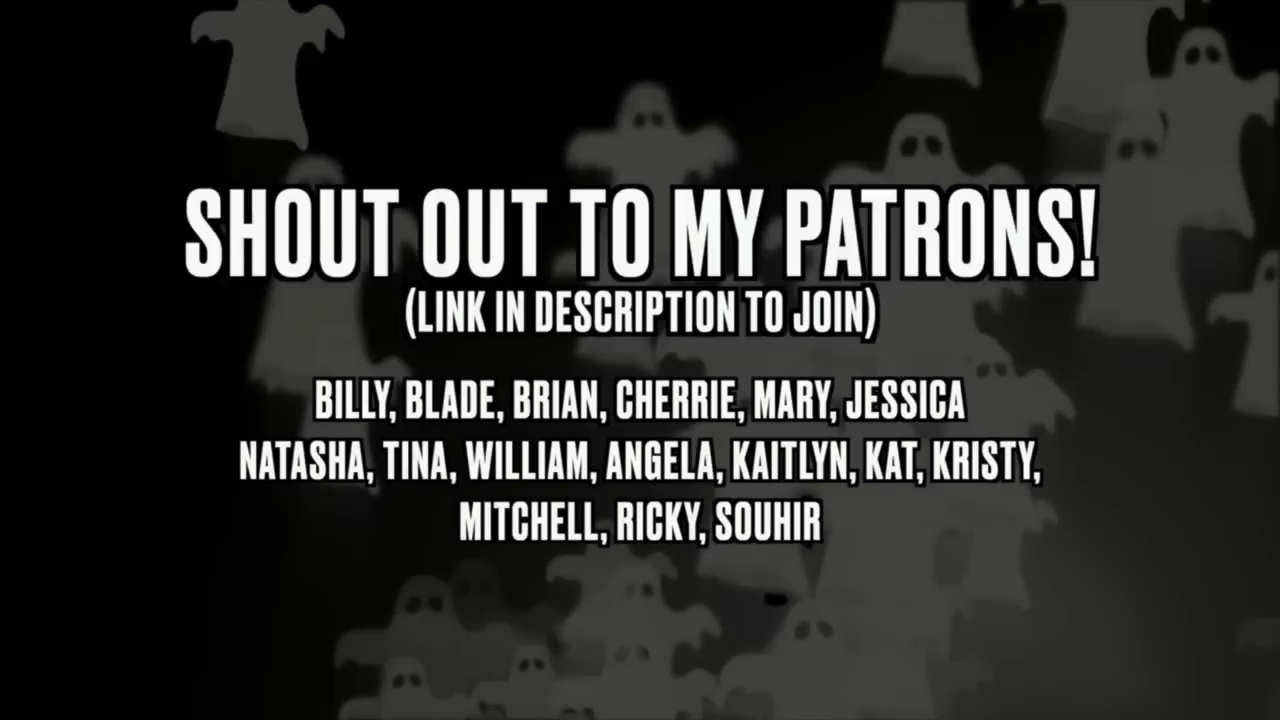 SHOUT OUT TO MY PATRONS!
(LINK IN DESCRIPTION TO JOIN)
BILLY, BLADE, BRIAN, CHERRIE, MARY, JESSICA
NATASHA, TINA, WILLIAM, ANGELA, KAITLYN, KAT, KRISTY,
MITCHELL, RICKY, SOUHIR